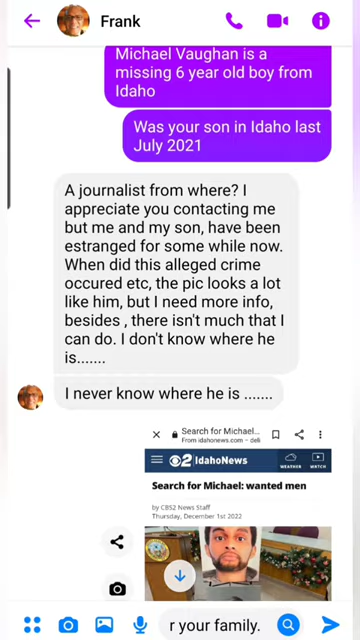 Frank
Michael Vaughan is a
missing 6 year old boy from
Idaho
Was your son in Idaho last
July 2021
A journalist from where? I
appreciate you contacting me
but me and my son, have been
estranged for some while now.
When did this alleged crime
occured etc, the pic looks a lot
like him, but I need more info,
besides , there isn't much that I
can do. I don't know where he
is.......
I never know where he is .......
Search for Michael...
From idahonews.com – deli
2 IdahoNews
WEATHER
WATCH
Search for Michael: wanted men
by CBS2 News Staff
Thursday, December 1st 2022
r your family.